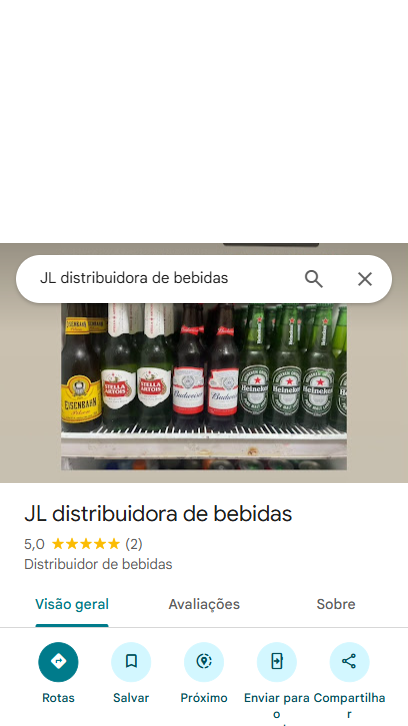 JL distribuidora de bebidas
EISENBAHN
Pilsen
STELLA
ARTOIS
STELLA
ARTOIS
Budweiser
Budweiser
Heineken
Heineken
Heineken
JL distribuidora de bebidas
5,0 ★★★★★ (2)
Distribuidor de bebidas
Visão geral Avaliações Sobre
Rotas Salvar Próximo Enviar para o Compartilhar